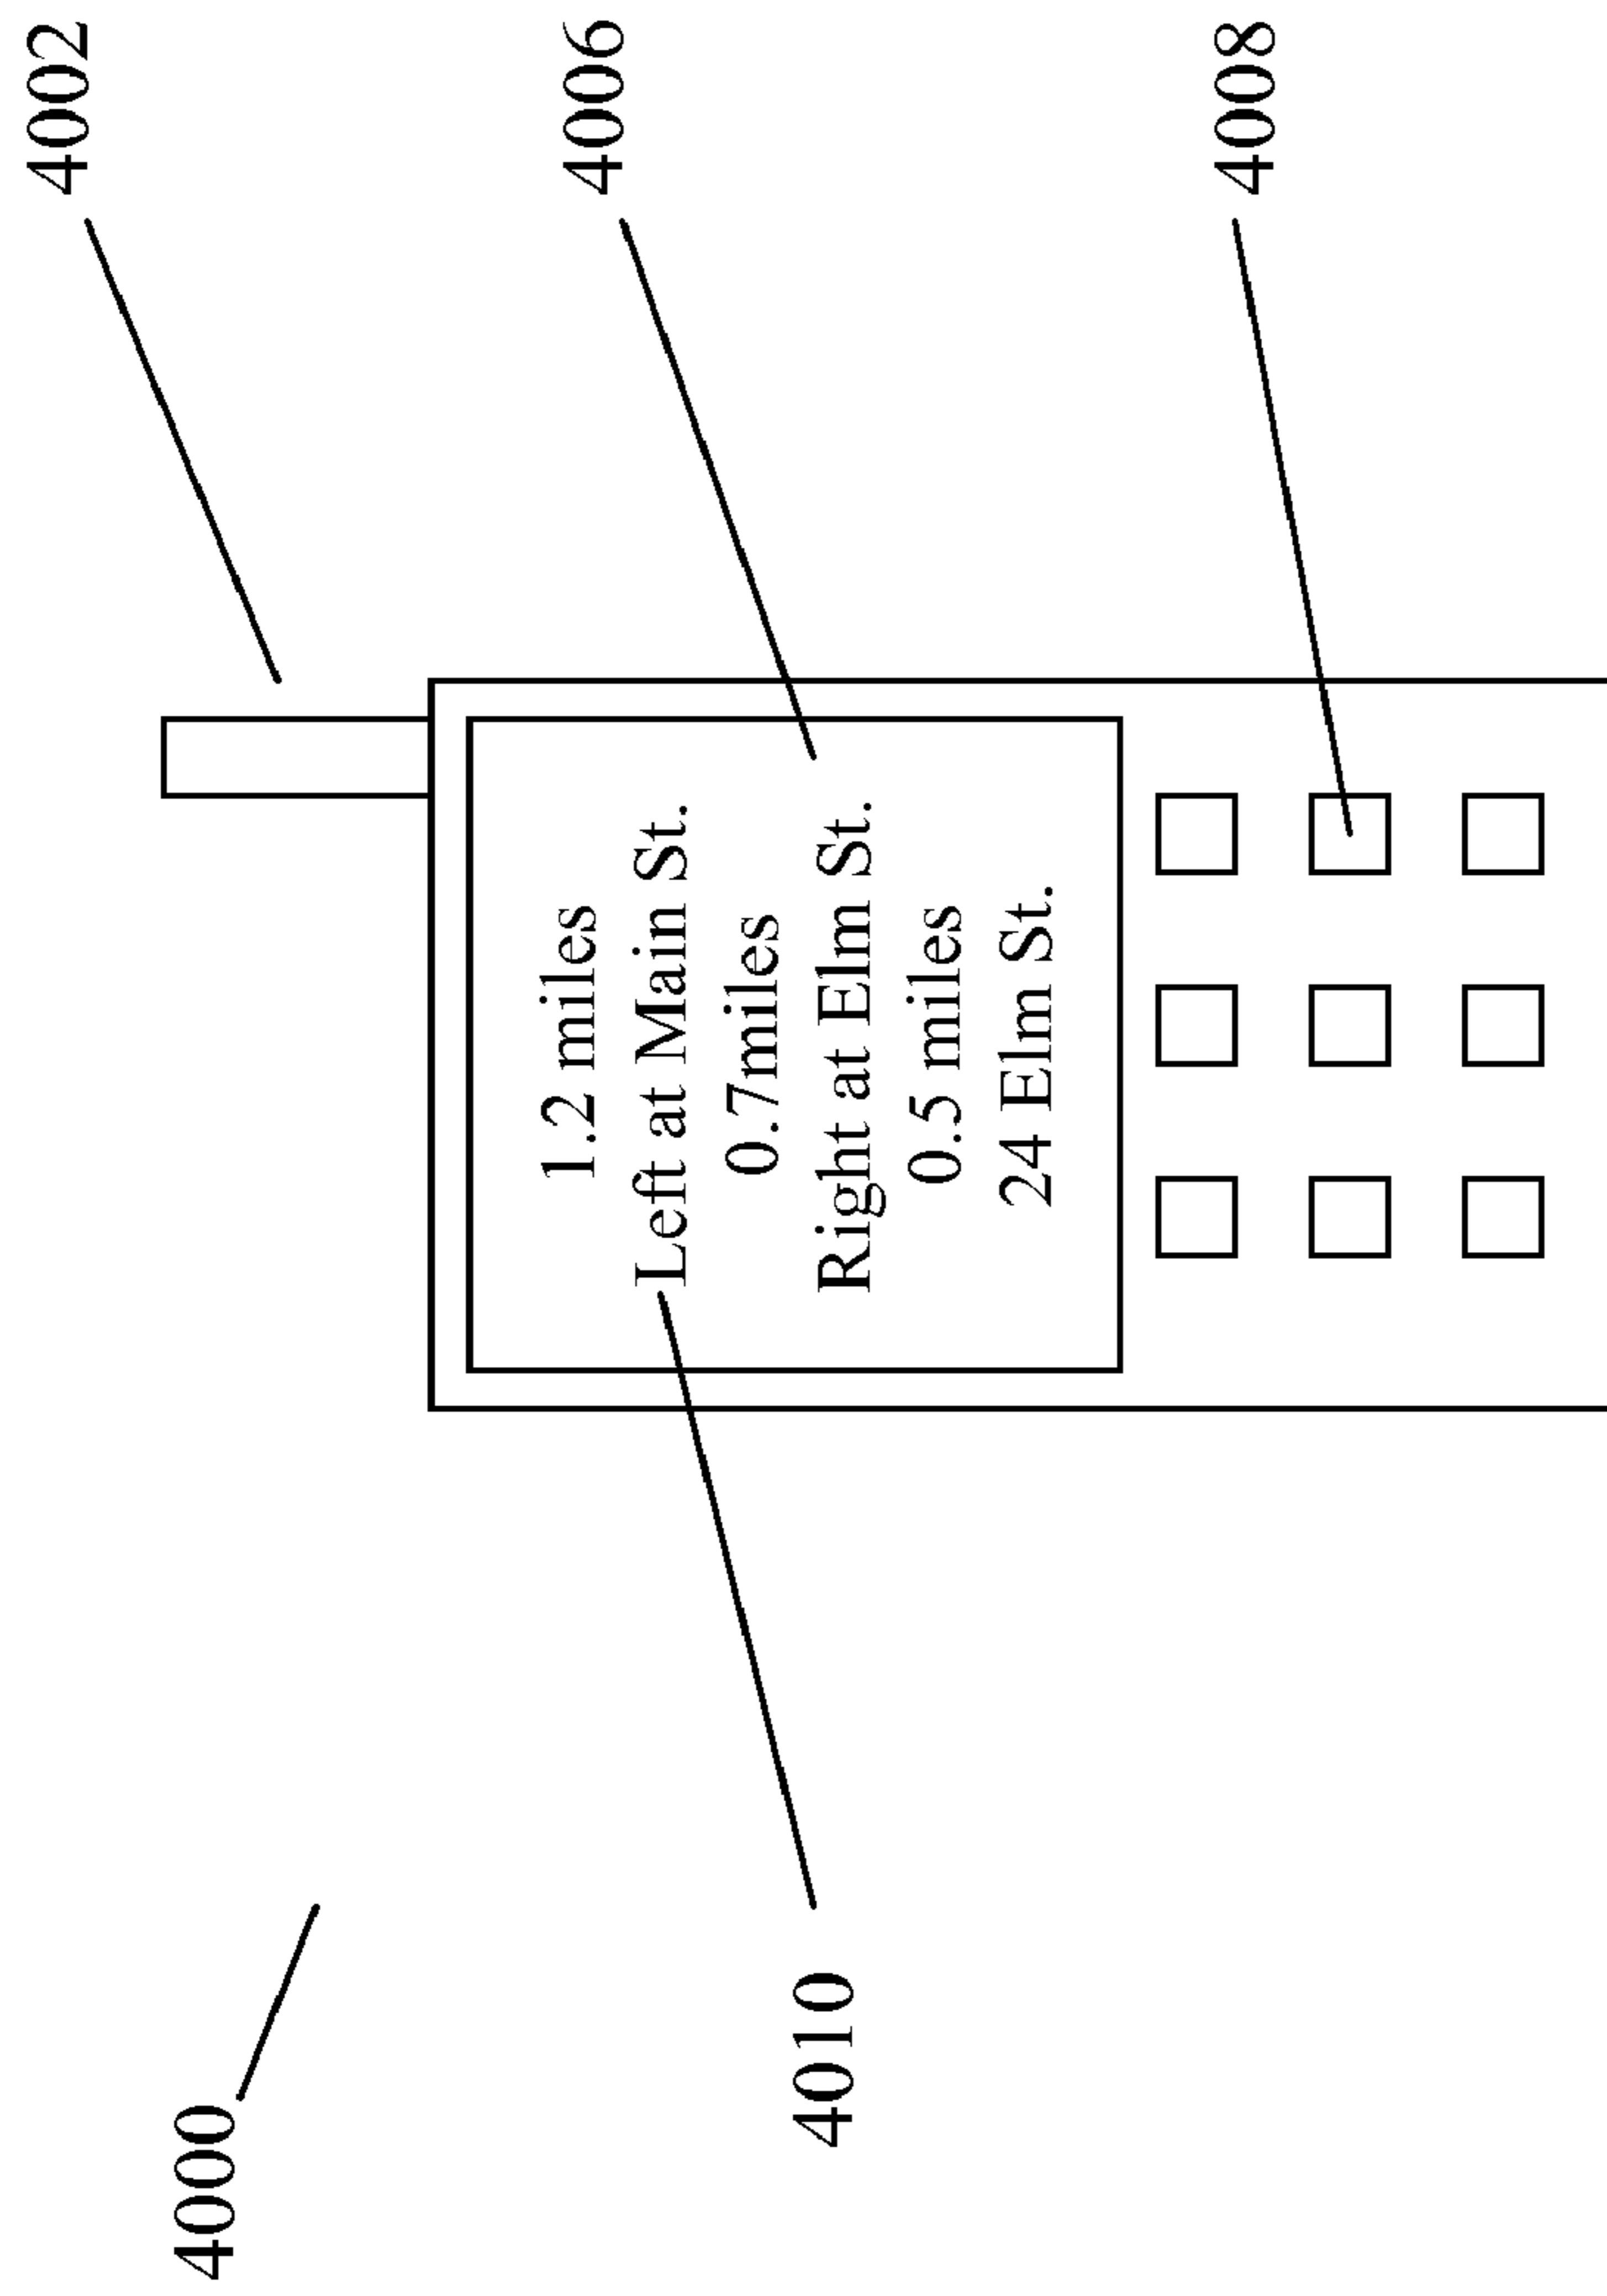 4002
4006
4008
1.2 miles
Left at Main St.
0.7miles
Right at Elm St.
0.5 miles
24 Elm St.
4000
4010